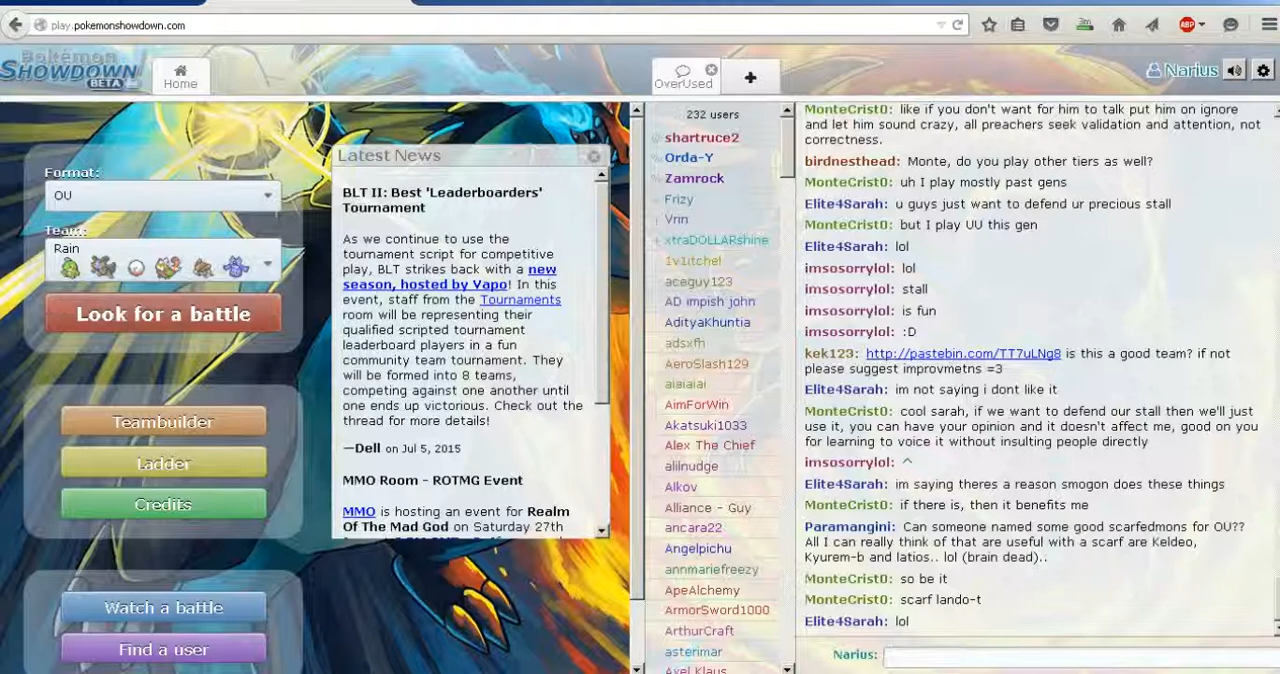 play.pokemonshowdown.com
3m
ABP
Pokémon
SHOWDOWN
BETA
Home
OverUsed
Narius
Format:
OU
Team:
Rain
Look for a battle
Teambuilder
Ladder
Credits
Watch a battle
Find a user
Latest News
BLT II: Best 'Leaderboarders'
Tournament
As we continue to use the
tournament script for competitive
play, BLT strikes back with a new
season, hosted by Vapo! In this
event, staff from the Tournaments
room will be representing their
qualified scripted tournament
leaderboard players in a fun
community team tournament. They
will be formed into 8 teams,
competing against one another until
one ends up victorious. Check out the
thread for more details!
—Dell on Jul 5, 2015
MMO Room - ROTMG Event
MMO is hosting an event for Realm
Of The Mad God on Saturday 27th
232 users
% shartruce2
% Orda-Y
% Zamrock
+ Frizy
+ Vrin
+ xtraDOLLARshine
1v1itchel
aceguy123
AD impish john
AdityaKhuntia
adsxfh
AeroSlash129
aiaiaiai
AimForWin
Akatsuki1033
Alex The Chief
alilnudge
Alkov
Alliance - Guy
ancara22
Angelpichu
annmariefreezy
ApeAlchemy
ArmorSword1000
ArthurCraft
asterimar
Axel Klaus
MonteCrist0: like if you don't want for him to talk put him on ignore
and let him sound crazy, all preachers seek validation and attention, not
correctness.
birdnesthead: Monte, do you play other tiers as well?
MonteCrist0: uh I play mostly past gens
Elite4Sarah: u guys just want to defend ur precious stall
MonteCrist0: but I play UU this gen
Elite4Sarah: lol
imsosorrylol: lol
imsosorrylol: stall
imsosorrylol: is fun
imsosorrylol: :D
kek123: http://pastebin.com/TT7uLNg8 is this a good team? if not
please suggest improvmetns =3
Elite4Sarah: im not saying i dont like it
MonteCrist0: cool sarah, if we want to defend our stall then we'll just
use it, you can have your opinion and it doesn't affect me, good on you
for learning to voice it without insulting people directly
imsosorrylol: ^
Elite4Sarah: im saying theres a reason smogon does these things
MonteCrist0: if there is, then it benefits me
Paramangini: Can someone named some good scarfedmons for OU??
All I can really think of that are useful with a scarf are Keldeo,
Kyurem-b and latios.. lol (brain dead)..
MonteCrist0: so be it
MonteCrist0: scarf lando-t
Elite4Sarah: lol
Narius: